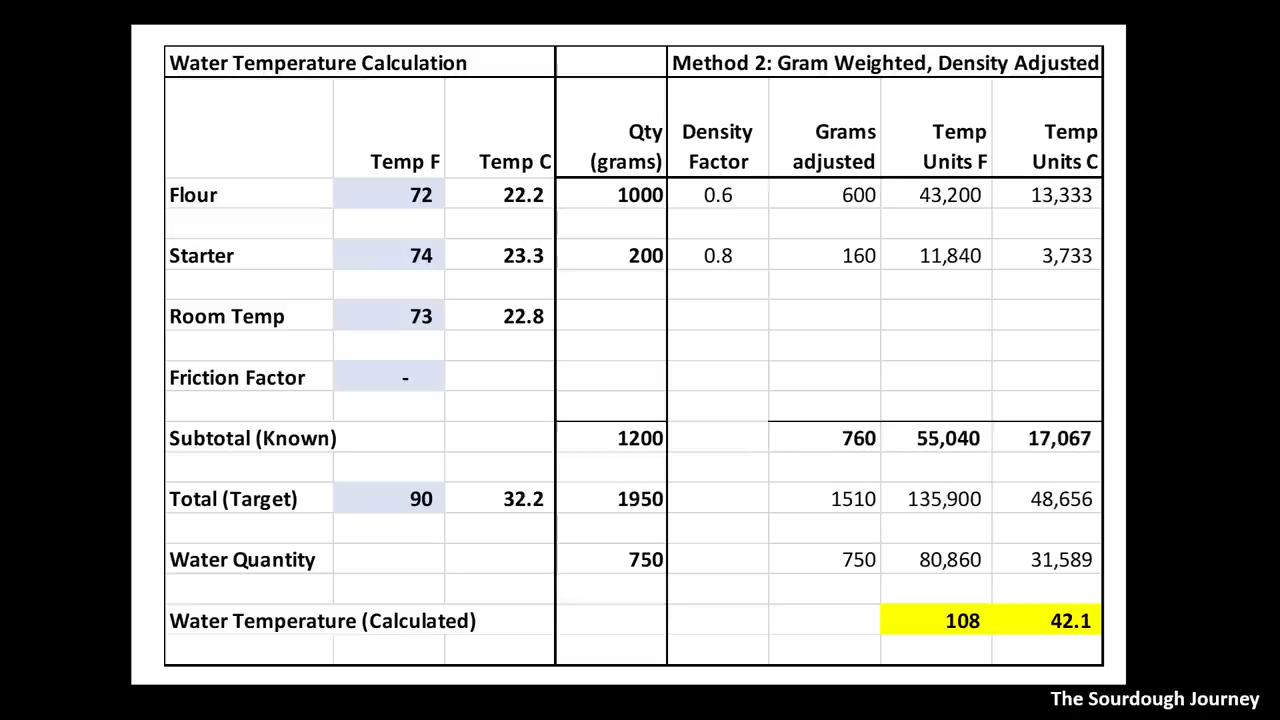 Water Temperature Calculation Method 2: Gram Weighted, Density Adjusted
Qty Density Grams Temp Temp
Temp F Temp C (grams) Factor adjusted Units F Units C
Flour 72 22.2 1000 0.6 600 43,200 13,333
Starter 74 23.3 200 0.8 160 11,840 3,733
Room Temp 73 22.8
Friction Factor -
Subtotal (Known) 1200 760 55,040 17,067
Total (Target) 90 32.2 1950 1510 135,900 48,656
Water Quantity 750 750 80,860 31,589
Water Temperature (Calculated) 108 42.1
The Sourdough Journey